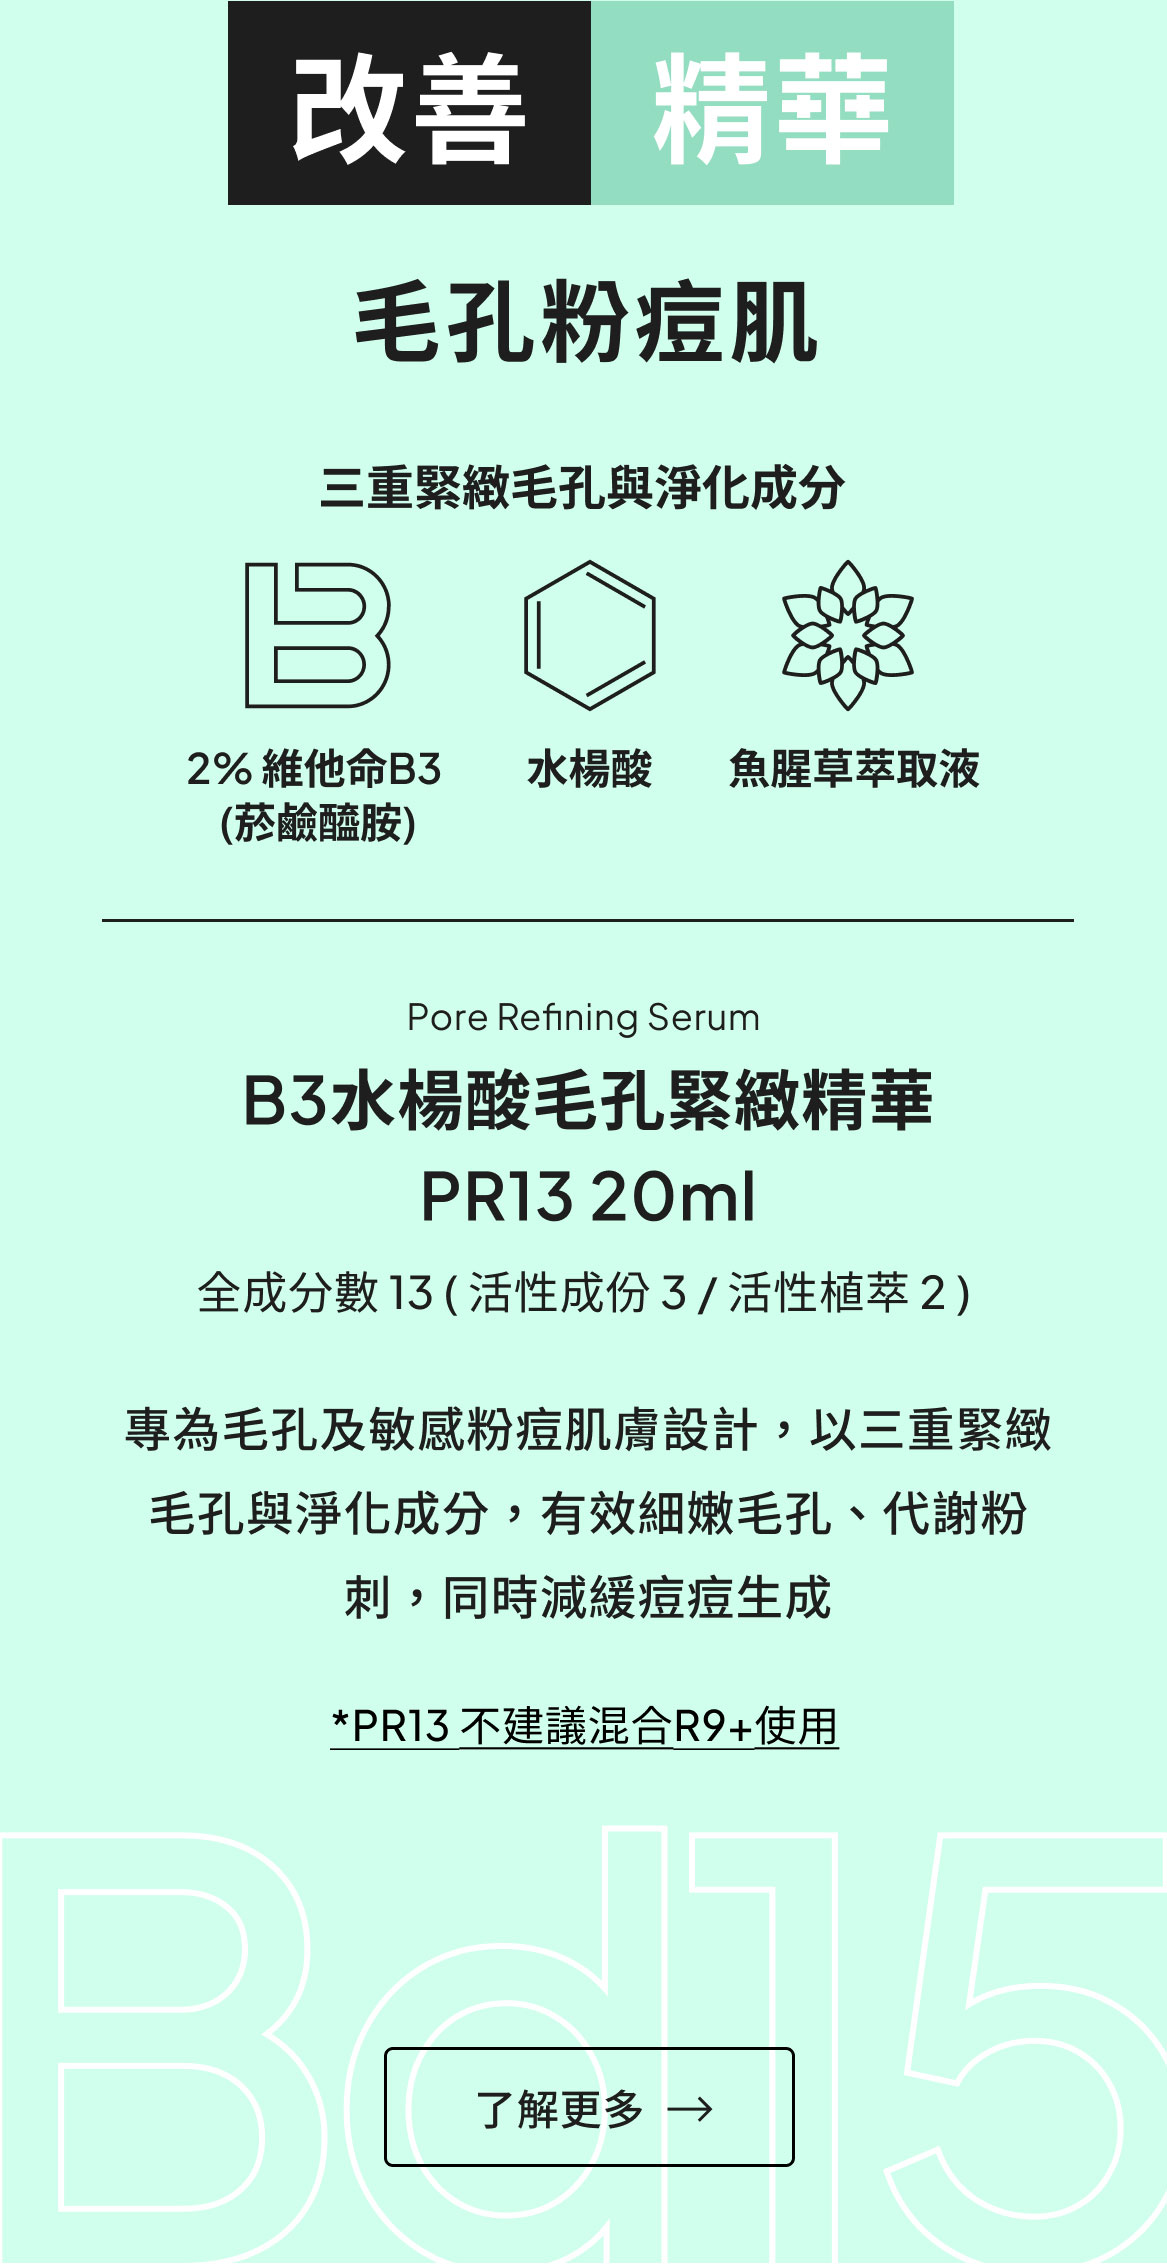 改善 精華
毛孔粉痘肌
三重緊緻毛孔與淨化成分
2% 維他命B3
(菸鹼醯胺)
水楊酸
魚腥草萃取液
Pore Refining Serum
B3水楊酸毛孔緊緻精華
PR13 20ml
全成分數 13 ( 活性成份 3 / 活性植萃 2 )
專為毛孔及敏感粉痘肌膚設計，以三重緊緻
毛孔與淨化成分，有效細嫩毛孔、代謝粉
刺，同時減緩痘痘生成
*PR13 不建議混合R9+使用
Bd15
了解更多 →